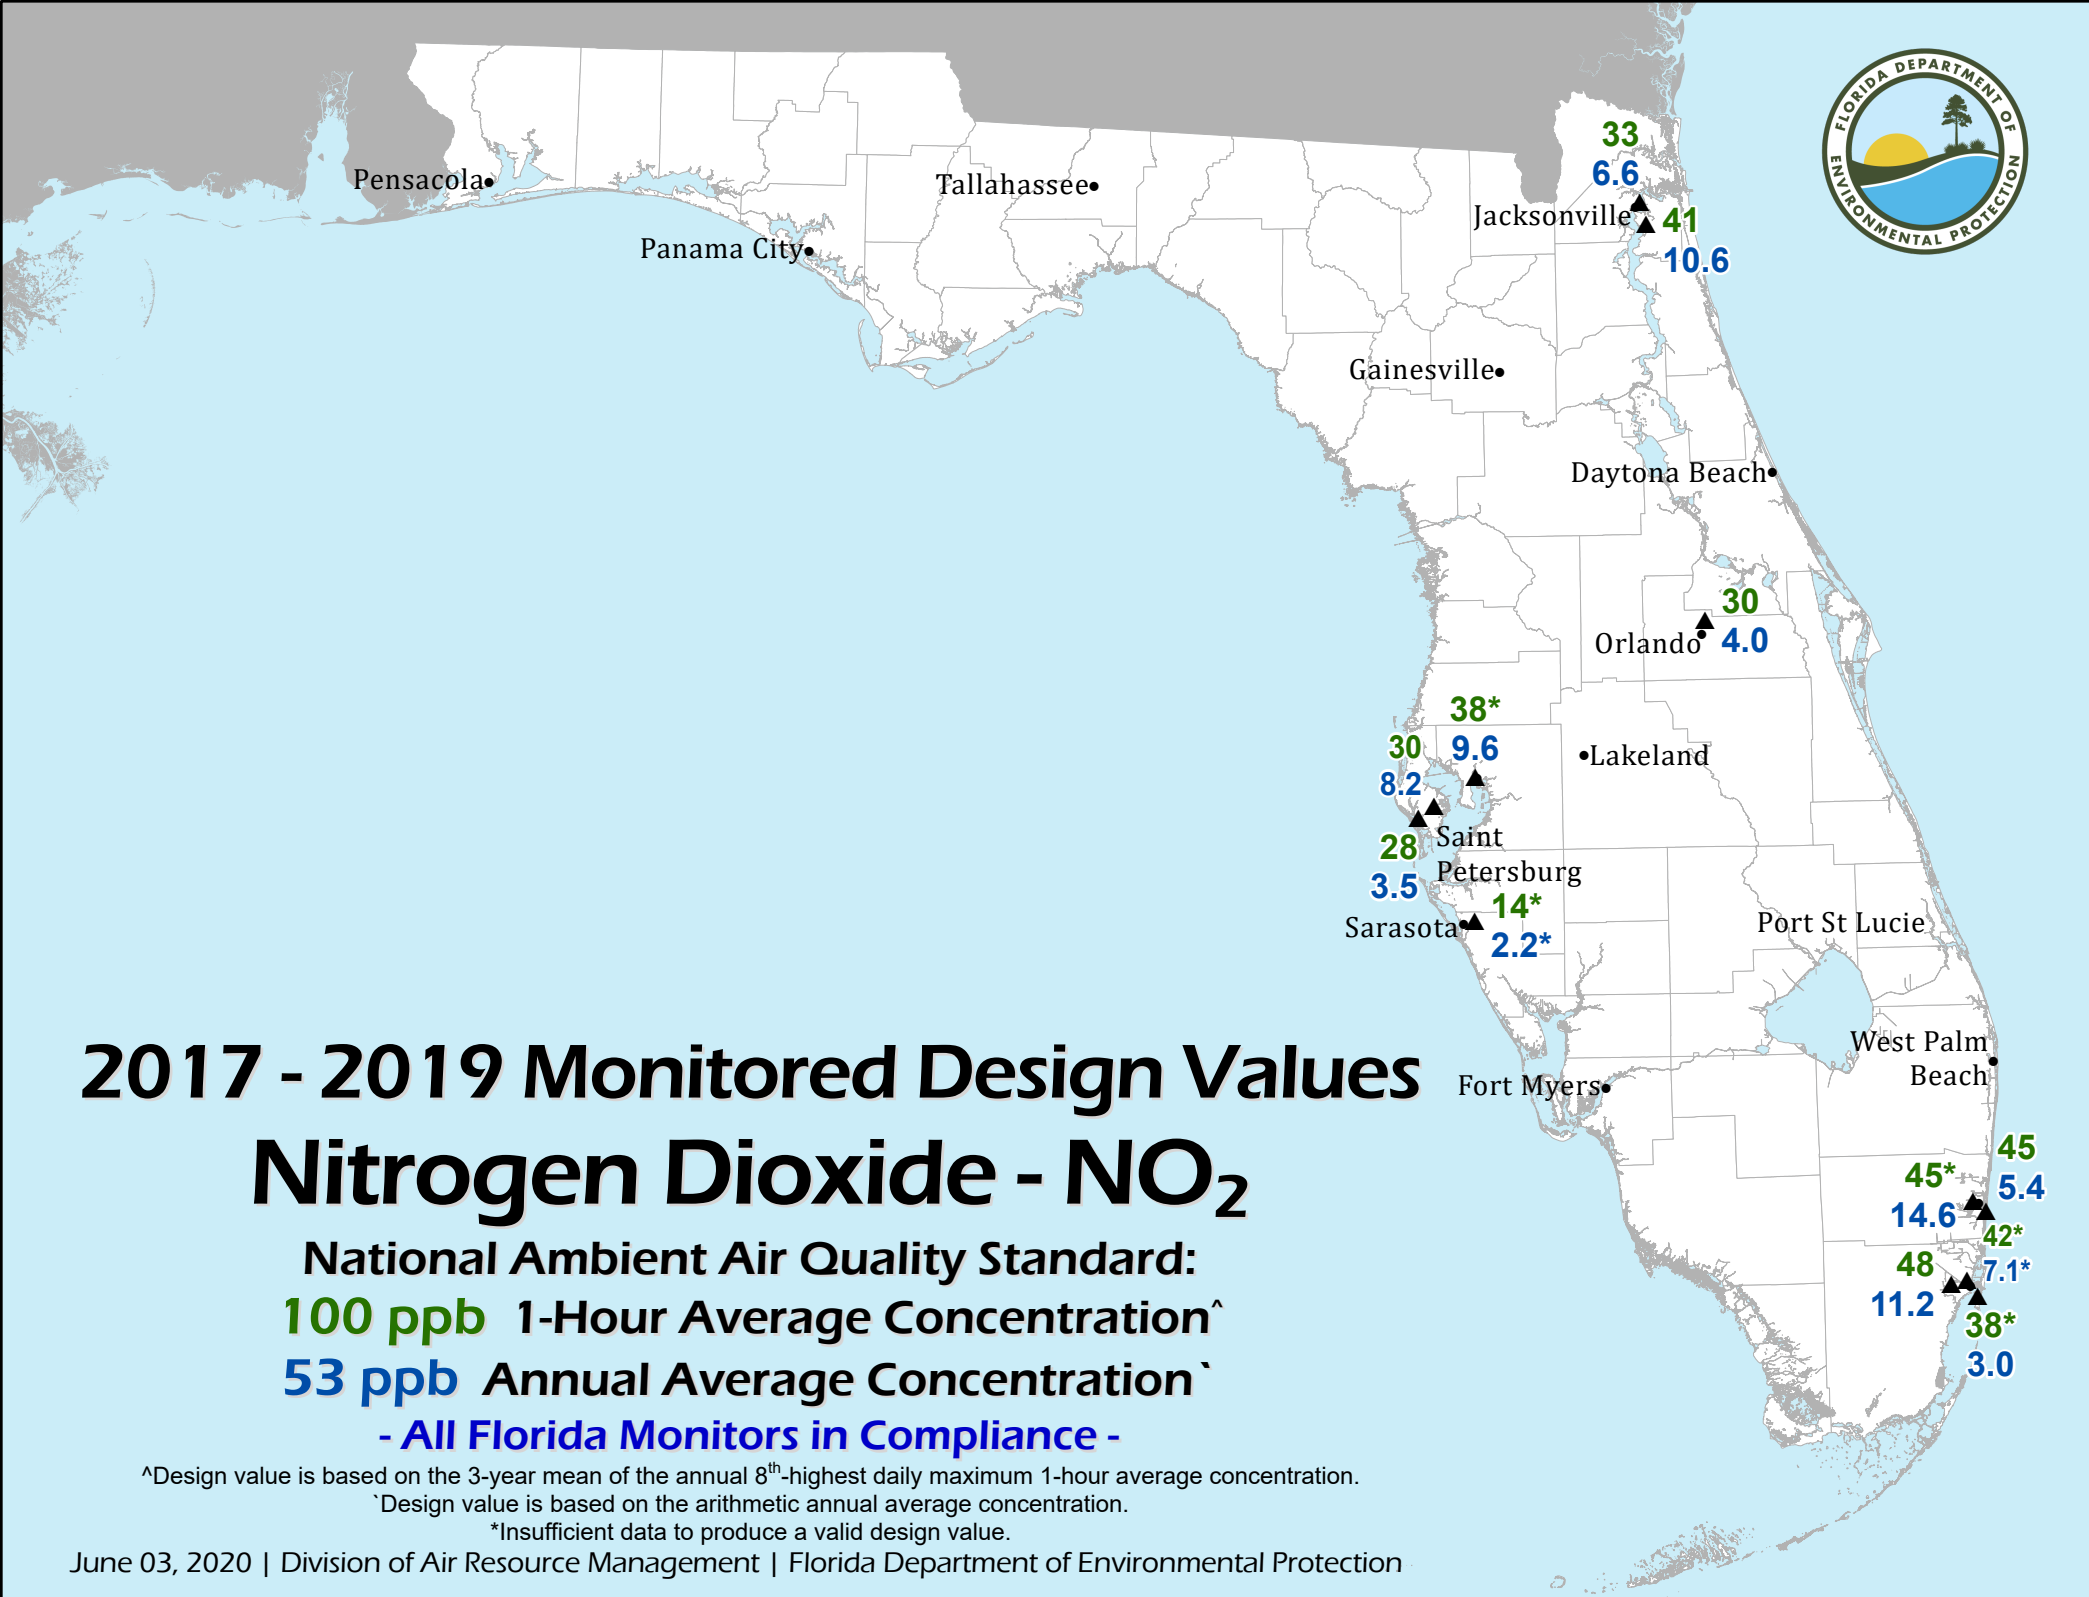 FLORIDA DEPARTMENT OF
ENVIRONMENTAL PROTECTION
33
6.6
Pensacola
Tallahassee
Jacksonville
41
10.6
Panama City
Gainesville
Daytona Beach
30
Orlando
4.0
38*
9.6
30
8.2
Lakeland
28
3.5
Saint
Petersburg
14*
2.2*
Sarasota
Port St Lucie
West Palm
Beach
Fort Myers
45
5.4
45*
14.6
42*
7.1*
48
11.2
38*
3.0
2017 - 2019 Monitored Design Values
Nitrogen Dioxide - NO₂
National Ambient Air Quality Standard:
100 ppb 1-Hour Average Concentration^
53 ppb Annual Average Concentration`
- All Florida Monitors in Compliance -
^Design value is based on the 3-year mean of the annual 8th-highest daily maximum 1-hour average concentration.
`Design value is based on the arithmetic annual average concentration.
*Insufficient data to produce a valid design value.
June 03, 2020 | Division of Air Resource Management | Florida Department of Environmental Protection